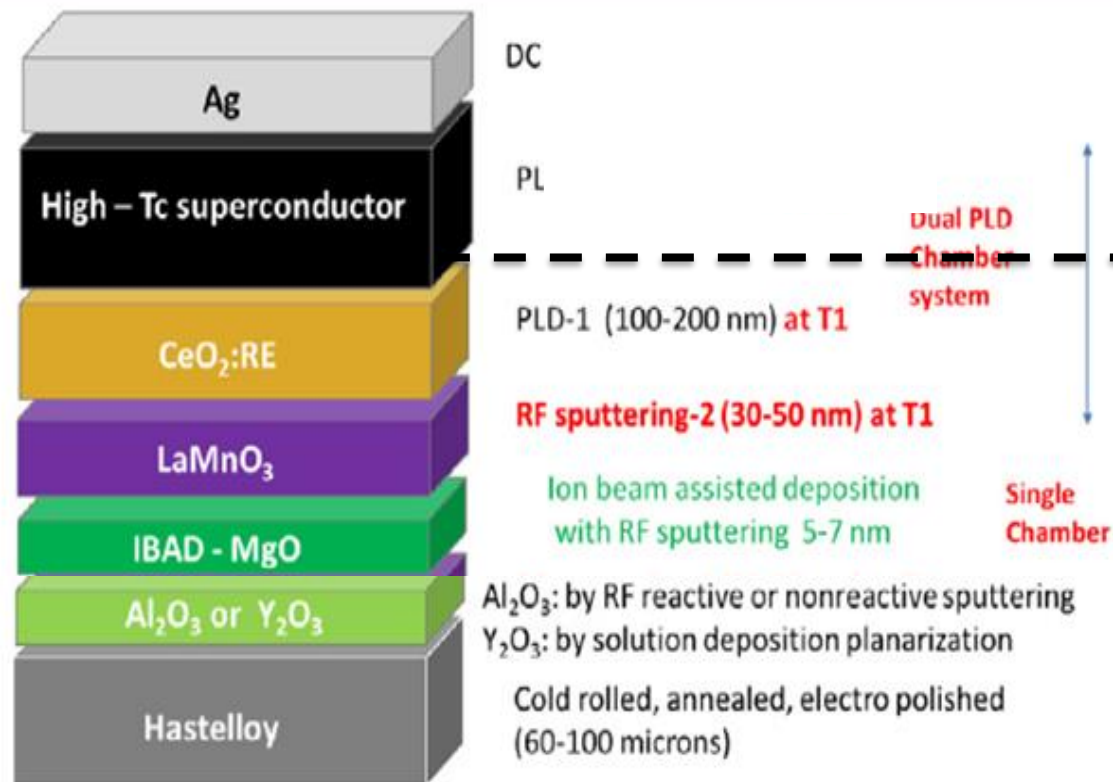 Ag
DC
High – Tc superconductor
PL
Dual PLD
Chamber
system
CeO₂:RE
PLD-1 (100-200 nm) at T1
LaMnO₃
RF sputtering-2 (30-50 nm) at T1
IBAD - MgO
Ion beam assisted deposition
with RF sputtering 5-7 nm
Single
Chamber
Al₂O₃ or Y₂O₃
Al₂O₃: by RF reactive or nonreactive sputtering
Y₂O₃: by solution deposition planarization
Hastelloy
Cold rolled, annealed, electro polished
(60-100 microns)